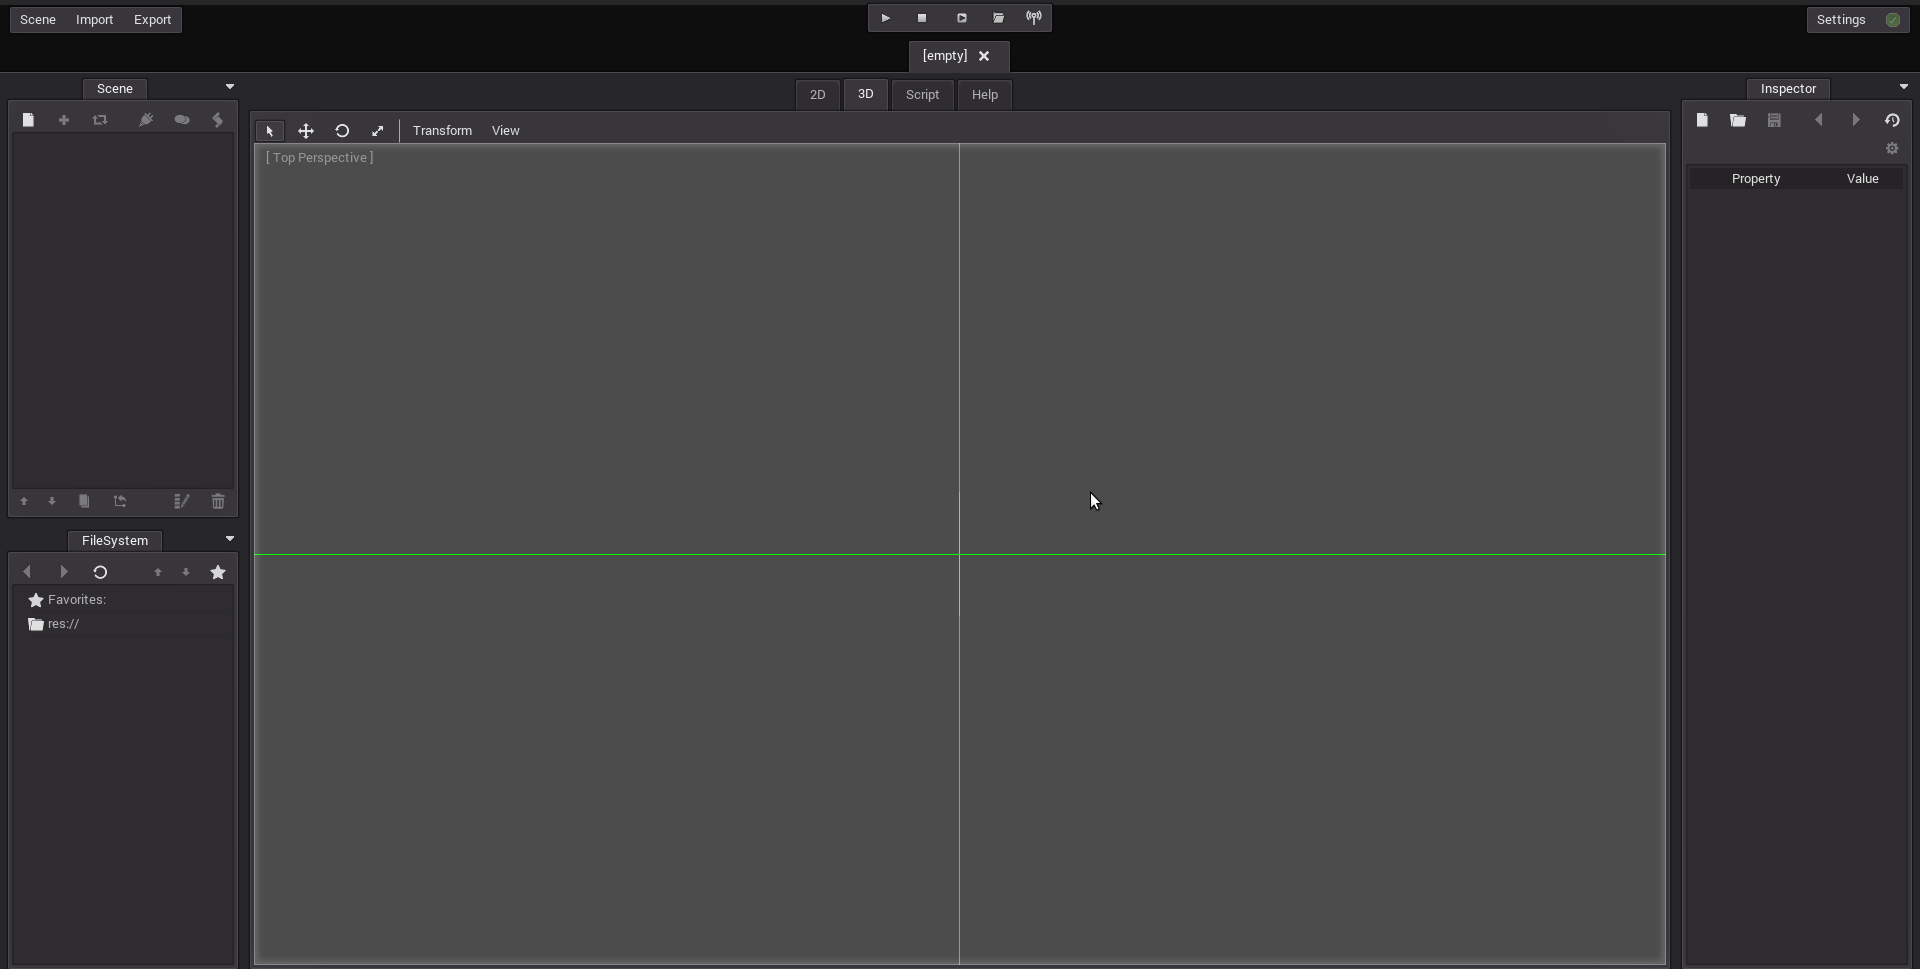 Scene Import Export
Settings
[empty]
Scene
2D 3D Script Help
Inspector
Transform View
[ Top Perspective ]
Property Value
FileSystem
Favorites:
res://